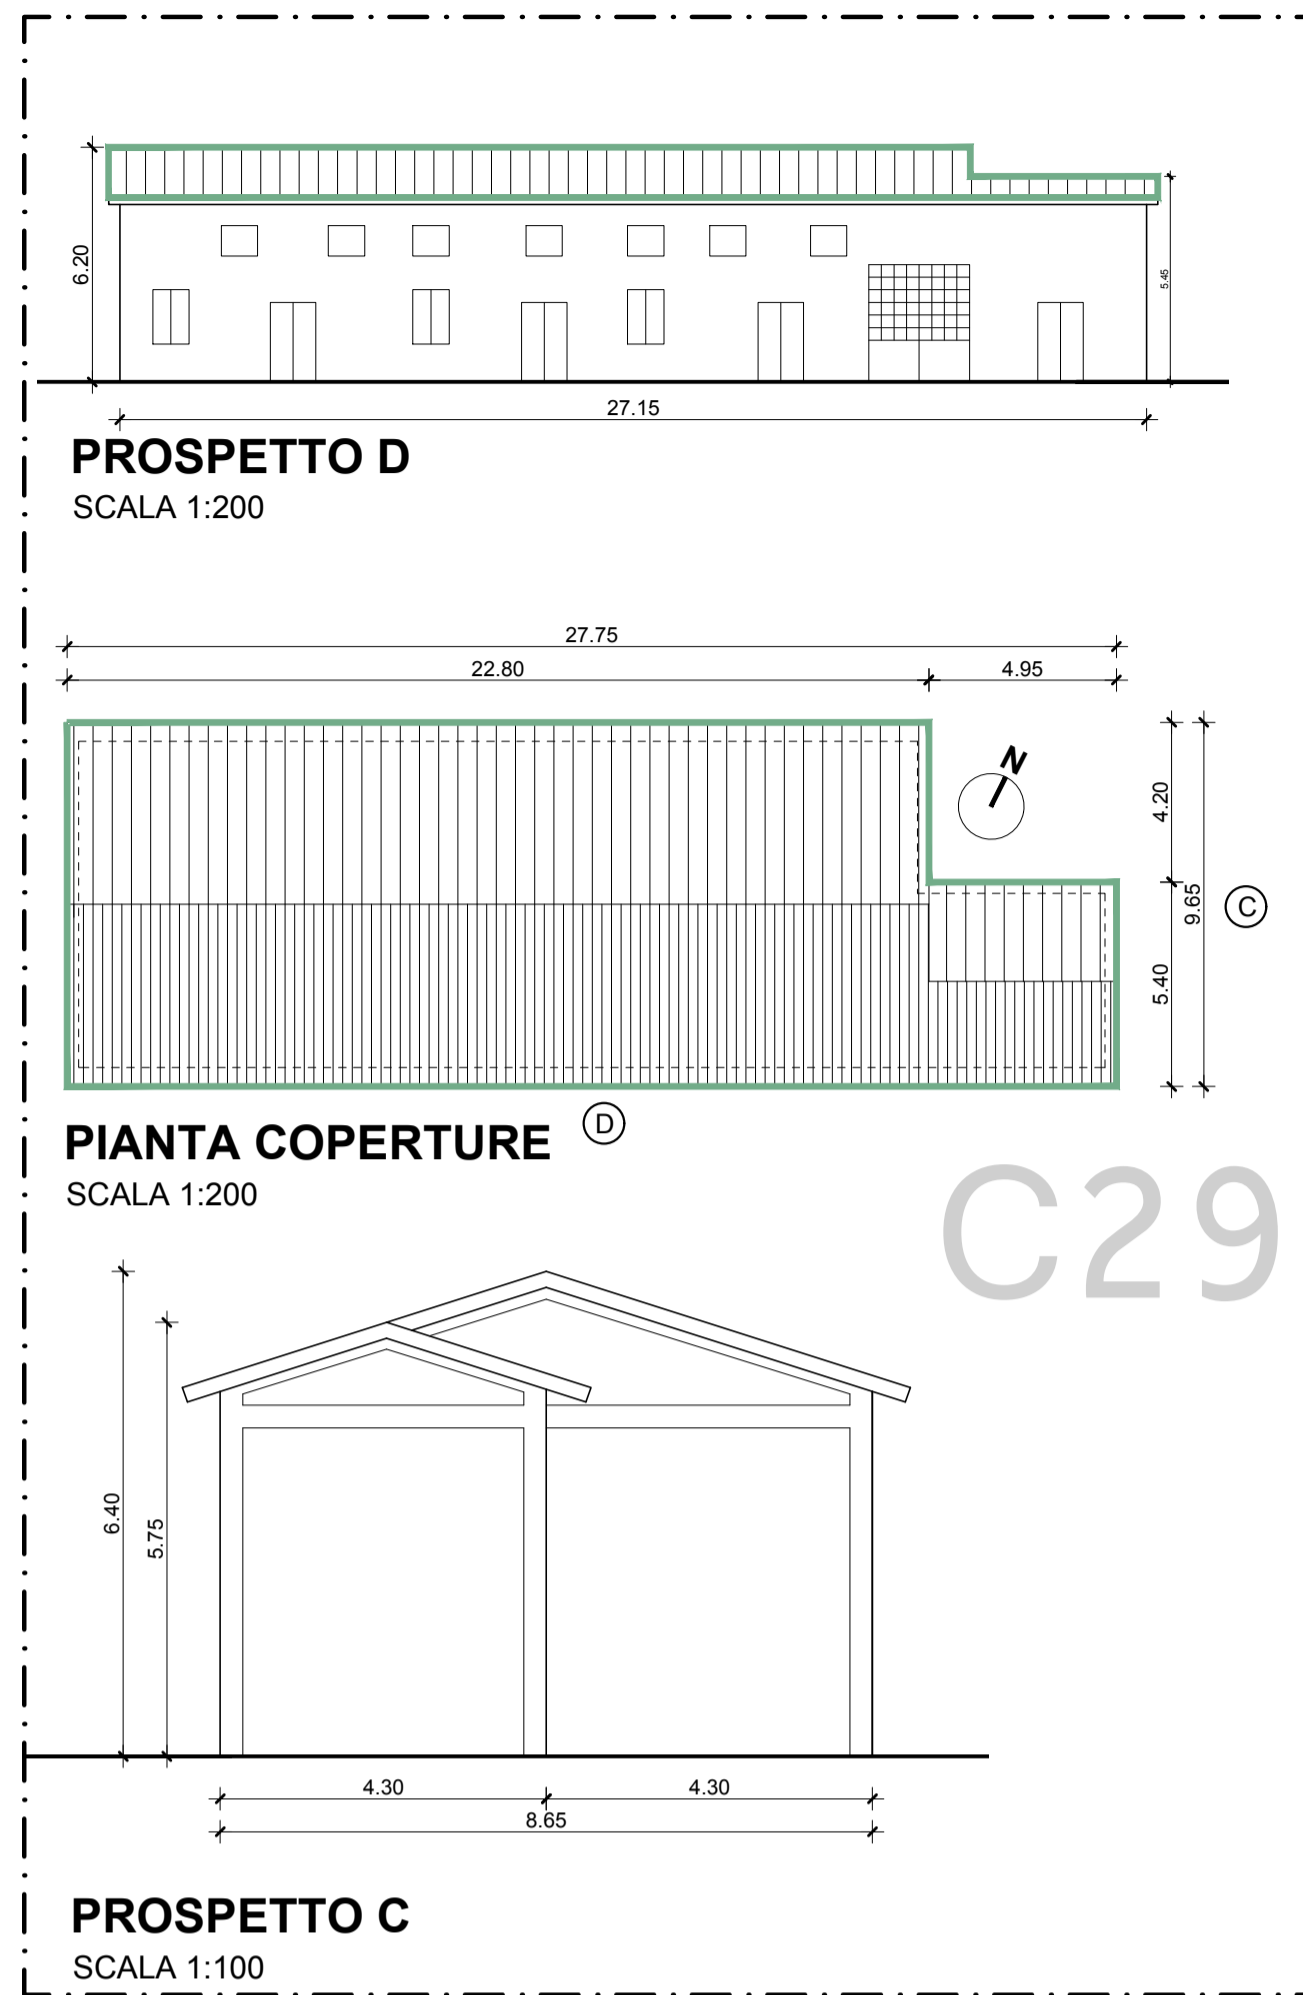 6.20
5.45
27.15
PROSPETTO D
SCALA 1:200
27.75
22.80
4.95
N
4.20
9.65
C
5.40
D
PIANTA COPERTURE
SCALA 1:200
C29
6.40
5.75
4.30
4.30
8.65
PROSPETTO C
SCALA 1:100